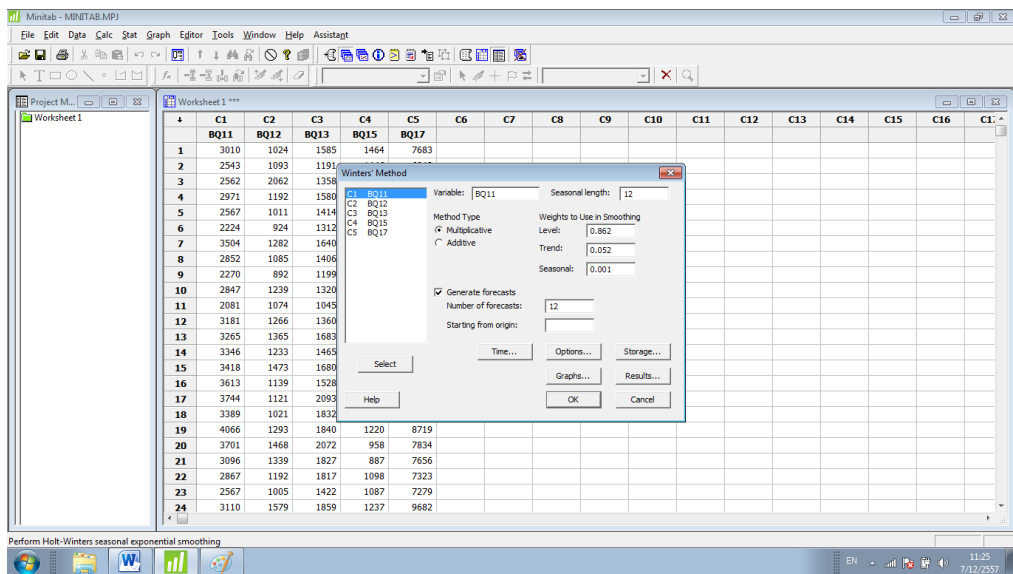 Minitab - MINITAB.MPJ
File Edit Data Calc Stat Graph Editor Tools Window Help Assistant
Project M...
Worksheet 1
Worksheet 1 ***
C1 C2 C3 C4 C5 C6 C7 C8 C9 C10 C11 C12 C13 C14 C15 C16
BQ11 BQ12 BQ13 BQ15 BQ17
1 3010 1024 1585 1464 7683
2 2543 1093 1191
3 2562 2062 1358
4 2971 1192 1580
5 2567 1011 1414
6 2224 924 1312
7 3504 1282 1640
8 2852 1085 1406
9 2270 892 1199
10 2847 1239 1320
11 2081 1074 1045
12 3181 1266 1360
13 3265 1365 1683
14 3346 1233 1465
15 3418 1473 1680
16 3613 1139 1528
17 3744 1121 2093
18 3389 1021 1832
19 4066 1293 1840 1220 8719
20 3701 1468 2072 958 7834
21 3096 1339 1827 887 7656
22 2867 1192 1817 1098 7323
23 2567 1005 1422 1087 7279
24 3110 1579 1859 1237 9682
Winters' Method
C1 BQ11
C2 BQ12
C3 BQ13
C4 BQ15
C5 BQ17
Variable: BQ11
Seasonal length: 12
Method Type
Multiplicative
Additive
Weights to Use in Smoothing
Level: 0.862
Trend: 0.052
Seasonal: 0.001
Generate forecasts
Number of forecasts: 12
Starting from origin:
Time... Options... Storage...
Select
Graphs... Results...
Help OK Cancel
Perform Holt-Winters seasonal exponential smoothing
EN
11:25
7/12/2557